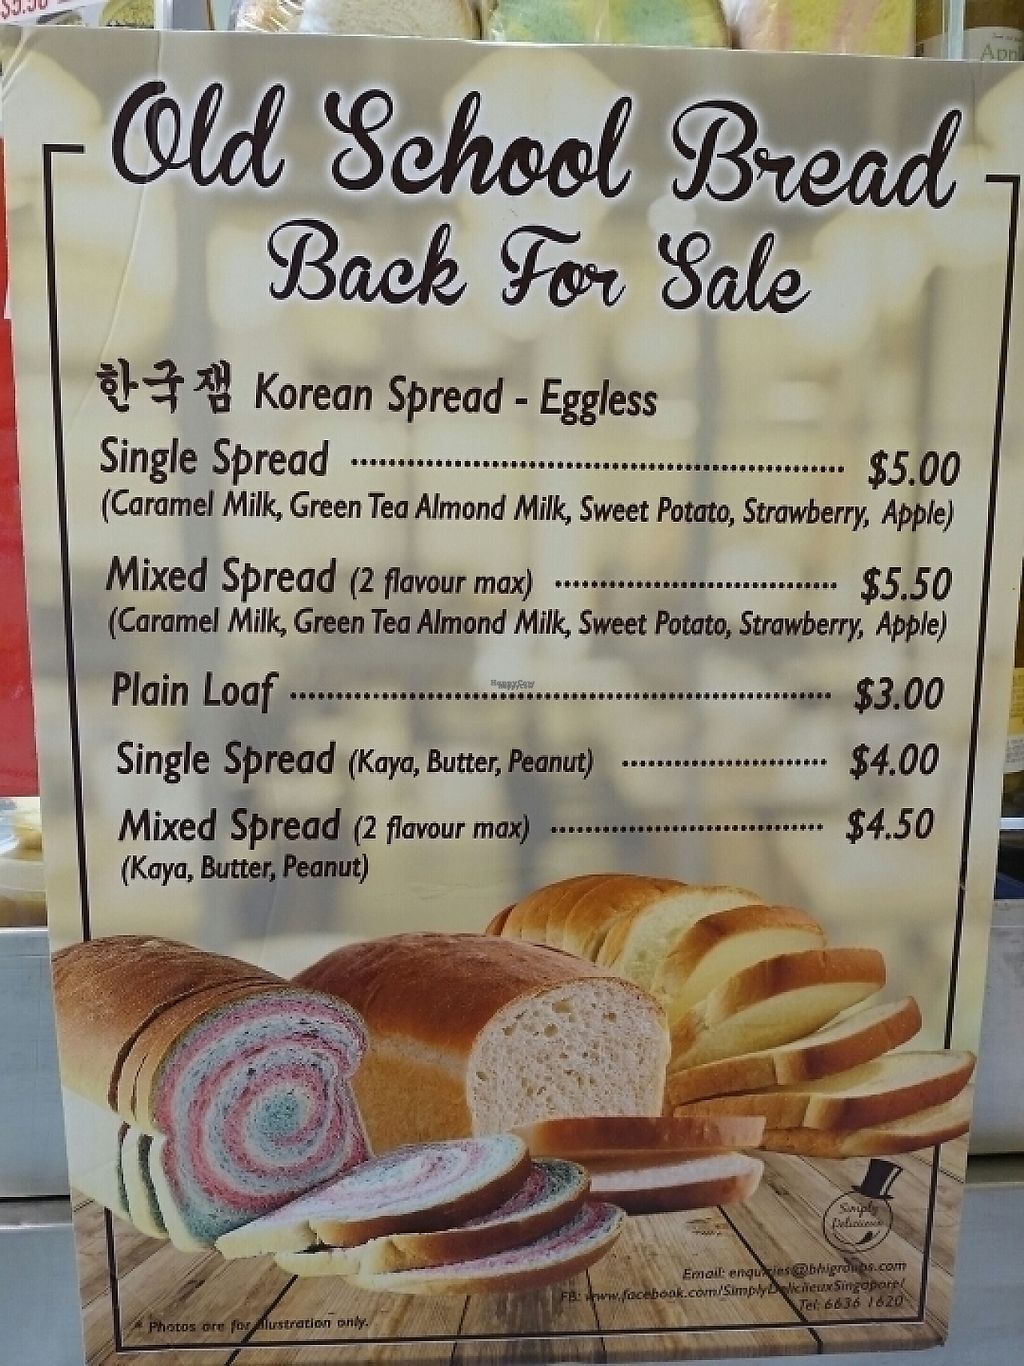 $5.50
Old School Bread
Back For Sale
한국잼 Korean Spread - Eggless
Single Spread ........................ $5.00
(Caramel Milk, Green Tea Almond Milk, Sweet Potato, Strawberry, Apple)
Mixed Spread (2 flavour max) ........................ $5.50
(Caramel Milk, Green Tea Almond Milk, Sweet Potato, Strawberry, Apple)
Plain Loaf ........................ $3.00
HappyCow
Single Spread (Kaya, Butter, Peanut) ........................ $4.00
Mixed Spread (2 flavour max) ........................ $4.50
(Kaya, Butter, Peanut)
Simply
Delicieux
Email: enquiries@bhigroups.com
FB: www.facebook.com/SimplyDelicieuxSingapore/
Tel: 6636 1620
* Photos are for illustration only.